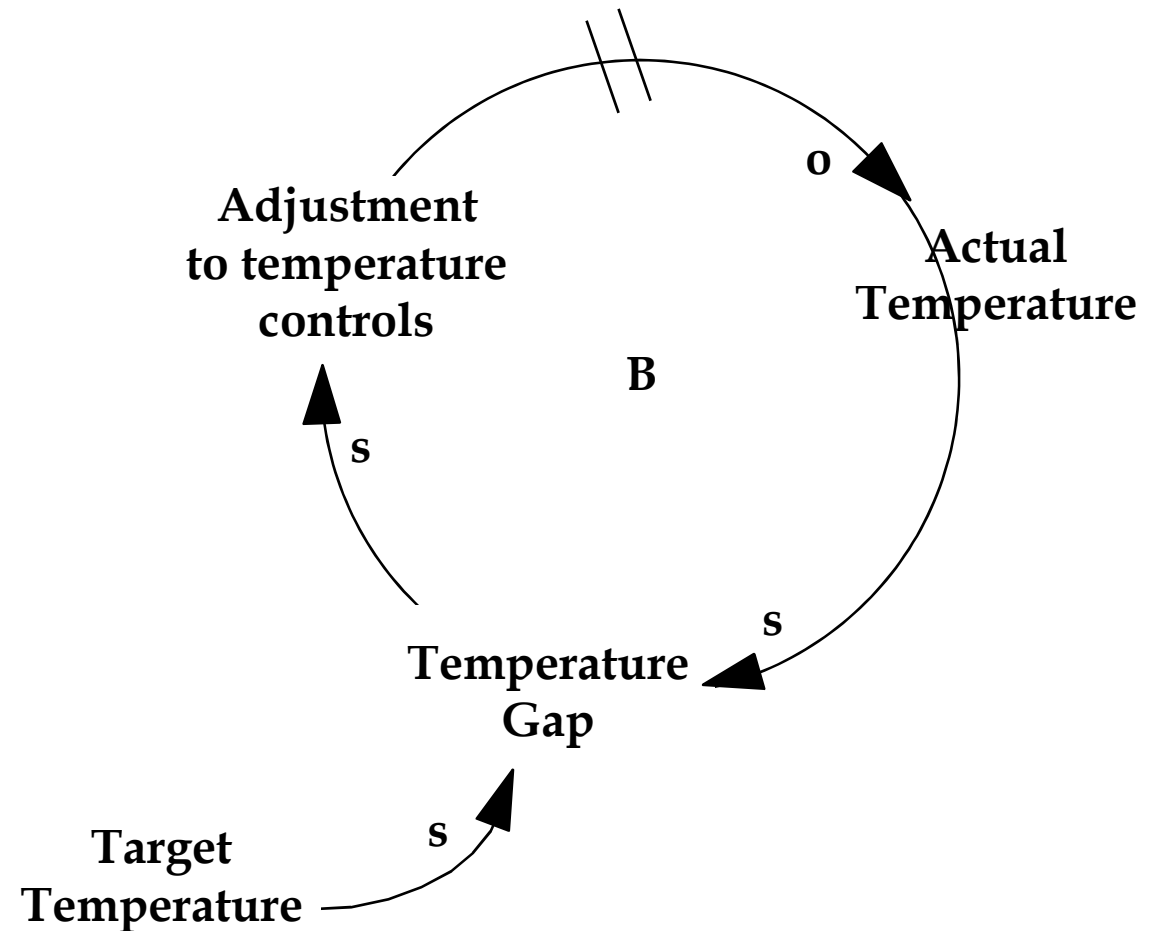 o
Adjustment
to temperature
controls
Actual
Temperature
B
s
s
Temperature
Gap
s
Target
Temperature